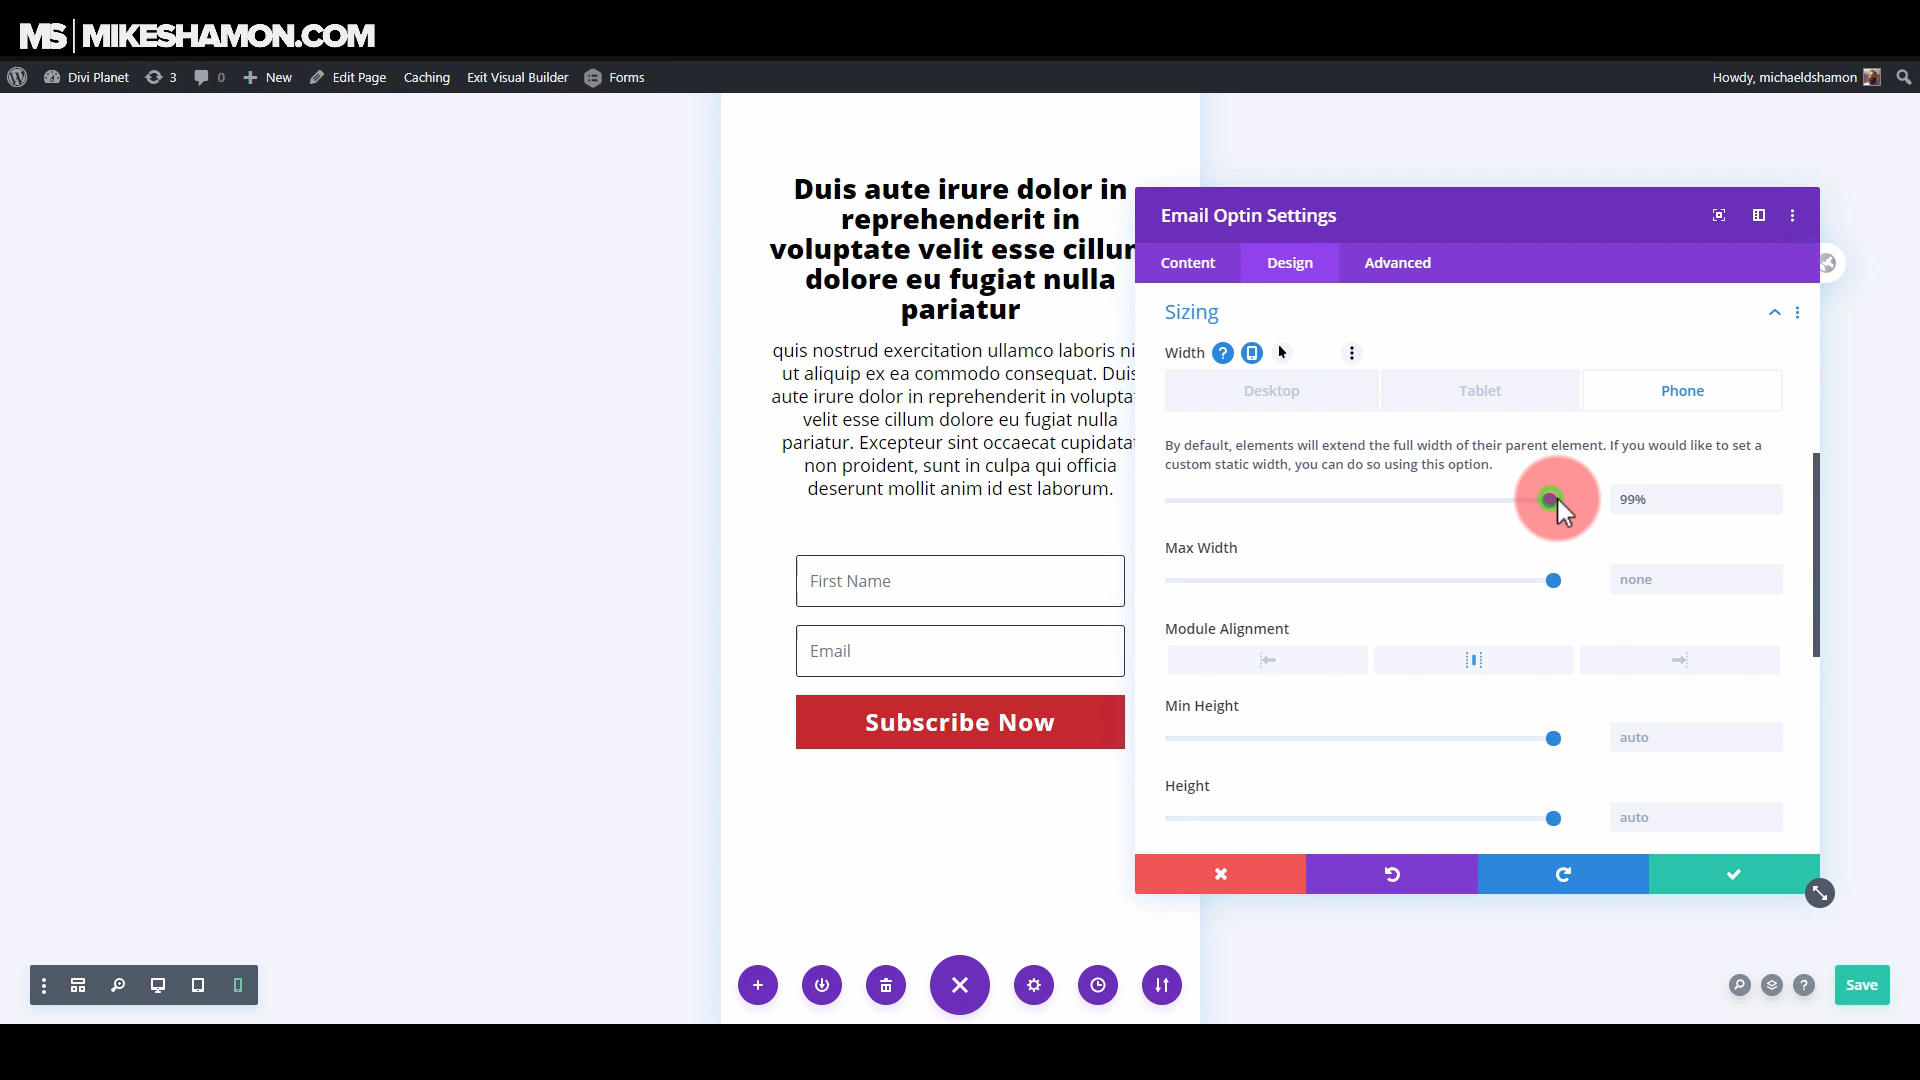 MS | MIKESHAMON.COM
Divi Planet 3 0 New Edit Page Caching Exit Visual Builder Forms Howdy, michaeldshamon
Duis aute irure dolor in
reprehenderit in
voluptate velit esse cillum
dolore eu fugiat nulla
pariatur
quis nostrud exercitation ullamco laboris ni
ut aliquip ex ea commodo consequat. Duis
aute irure dolor in reprehenderit in volupta
velit esse cillum dolore eu fugiat nulla
pariatur. Excepteur sint occaecat cupidatat
non proident, sunt in culpa qui officia
deserunt mollit anim id est laborum.
First Name
Email
Subscribe Now
Email Optin Settings
Content Design Advanced
Sizing
Width ?
Desktop Tablet Phone
By default, elements will extend the full width of their parent element. If you would like to set a
custom static width, you can do so using this option.
99%
Max Width
none
Module Alignment
Min Height
auto
Height
auto
? Save